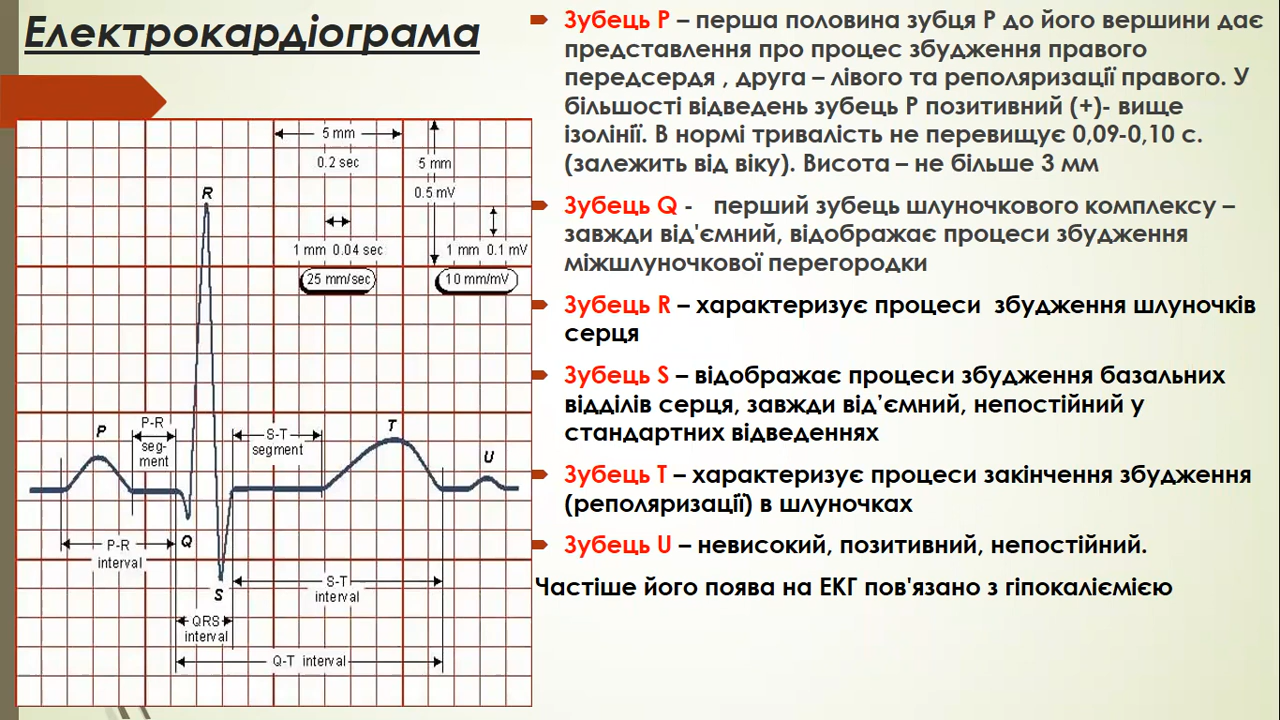 Електрокардіограма
5 mm
0.2 sec
5 mm
0.5 mV
1 mm 0.04 sec
1 mm 0.1 mV
25 mm/sec
10 mm/mV
R
P
P-R
seg-
ment
S-T
segment
T
U
Q
S
P-R
interval
S-T
interval
QRS
interval
Q-T interval
Зубець P – перша половина зубця Р до його вершини дає
представлення про процес збудження правого
передсердя , друга – лівого та реполяризації правого. У
більшості відведень зубець Р позитивний (+)- вище
ізолінії. В нормі тривалість не перевищує 0,09-0,10 с.
(залежить від віку). Висота – не більше 3 мм
Зубець Q - перший зубець шлуночкового комплексу –
завжди від'ємний, відображає процеси збудження
міжшлуночкової перегородки
Зубець R – характеризує процеси збудження шлуночків
серця
Зубець S – відображає процеси збудження базальних
відділів серця, завжди від’ємний, непостійний у
стандартних відведеннях
Зубець Т – характеризує процеси закінчення збудження
(реполяризації) в шлуночках
Зубець U – невисокий, позитивний, непостійний.
Частіше його поява на ЕКГ пов'язано з гіпокаліємією